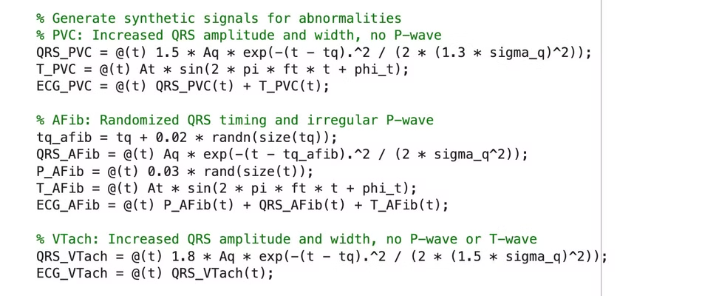 % Generate synthetic signals for abnormalities
% PVC: Increased QRS amplitude and width, no P-wave
QRS_PVC = @(t) 1.5 * Aq * exp(-(t - tq).^2 / (2 * (1.3 * sigma_q)^2));
T_PVC = @(t) At * sin(2 * pi * ft * t + phi_t);
ECG_PVC = @(t) QRS_PVC(t) + T_PVC(t);
% AFib: Randomized QRS timing and irregular P-wave
tq_afib = tq + 0.02 * randn(size(tq));
QRS_AFib = @(t) Aq * exp(-(t - tq_afib).^2 / (2 * sigma_q^2));
P_AFib = @(t) 0.03 * rand(size(t));
T_AFib = @(t) At * sin(2 * pi * ft * t + phi_t);
ECG_AFib = @(t) P_AFib(t) + QRS_AFib(t) + T_AFib(t);
% VTach: Increased QRS amplitude and width, no P-wave or T-wave
QRS_VTach = @(t) 1.8 * Aq * exp(-(t - tq).^2 / (2 * (1.5 * sigma_q)^2));
ECG_VTach = @(t) QRS_VTach(t);